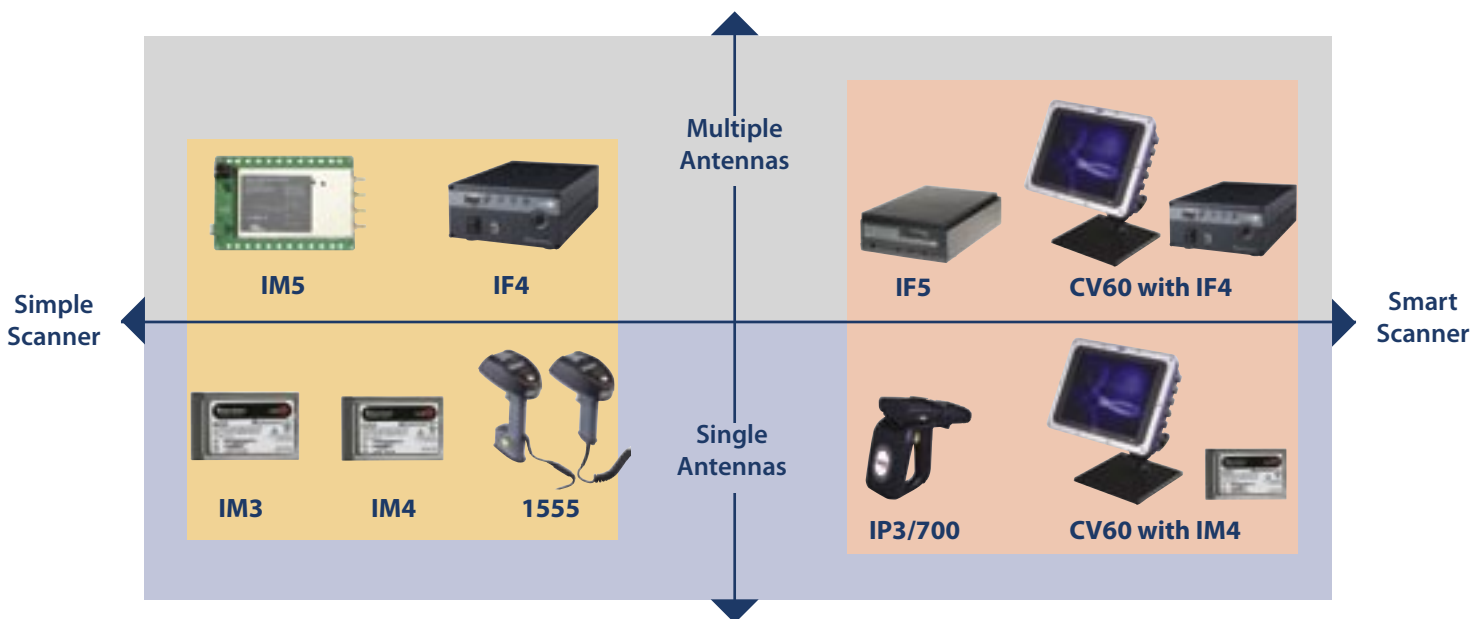 Multiple
Antennas
IM5
IF4
IF5
CV60 with IF4
Simple
Scanner
Smart
Scanner
Single
Antennas
IM3
IM4
1555
IP3/700
CV60 with IM4